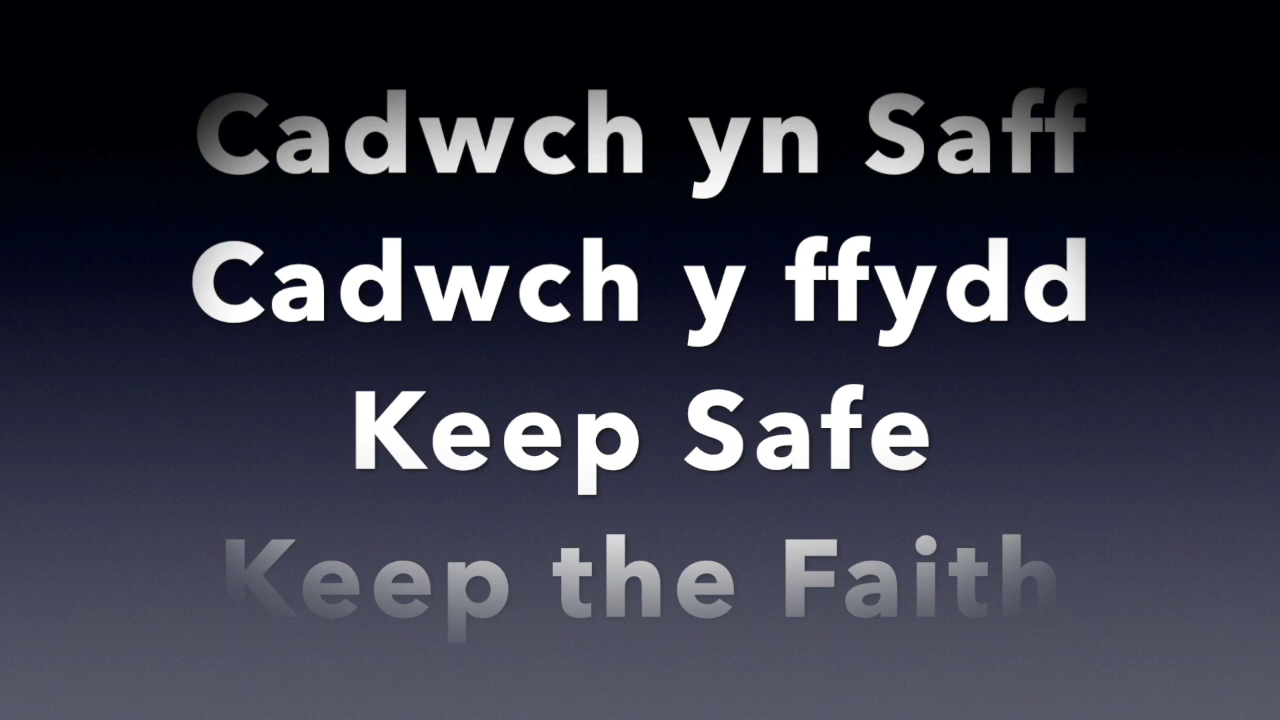 Cadwch yn Saff
Cadwch y ffydd
Keep Safe
Keep the Faith